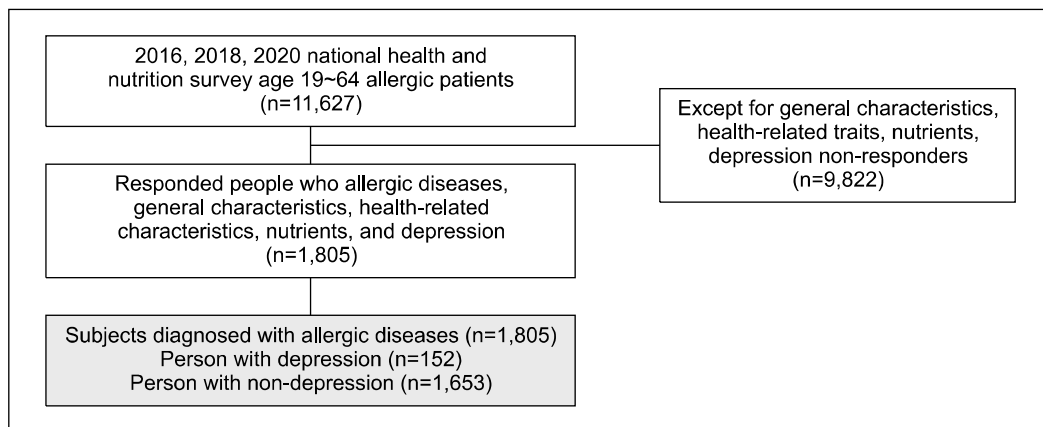 2016, 2018, 2020 national health and
nutrition survey age 19~64 allergic patients
(n=11,627)
Except for general characteristics,
health-related traits, nutrients,
depression non-responders
(n=9,822)
Responded people who allergic diseases,
general characteristics, health-related
characteristics, nutrients, and depression
(n=1,805)
Subjects diagnosed with allergic diseases (n=1,805)
Person with depression (n=152)
Person with non-depression (n=1,653)